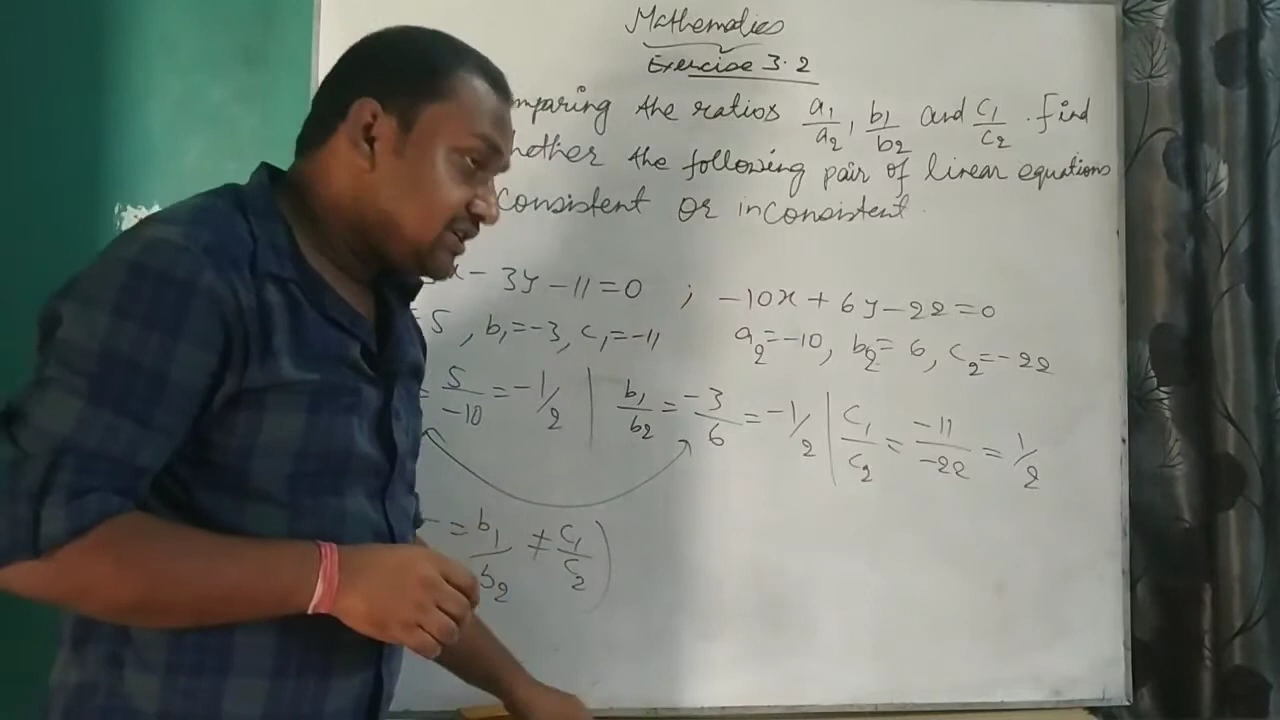 Mathematics
Exercise 3.2
mparing the ratios a₁/a₂, b₁/b₂ and c₁/c₂. Find
hether the following pair of linear equations
consistent or inconsistent.
x - 3y - 11 = 0 ; -10x + 6y - 22 = 0
= 5, b₁ = -3, c₁ = -11 a₂ = -10, b₂ = 6, c₂ = -22
= 5/-10 = -1/2 | b₁/b₂ = -3/6 = -1/2 | c₁/c₂ = -11/-22 = 1/2
= b₁/b₂ ≠ c₁/c₂)